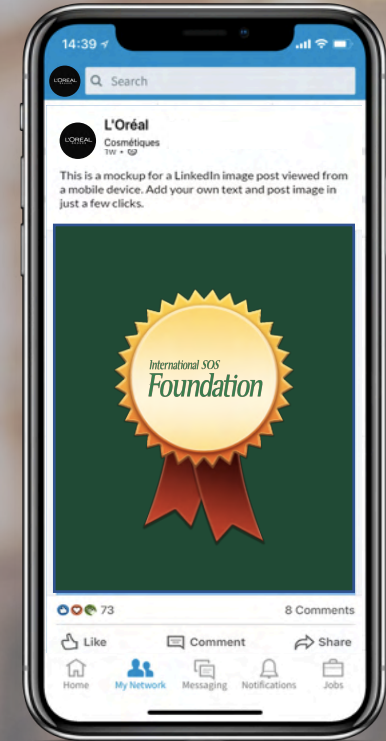 14:39
L'ORÉAL
Search
L'ORÉAL
L'Oréal
Cosmétiques
1W •
This is a mockup for a LinkedIn image post viewed from
a mobile device. Add your own text and post image in
just a few clicks.
International SOS
Foundation
73
8 Comments
Like
Comment
Share
Home
My Network
Messaging
Notifications
Jobs